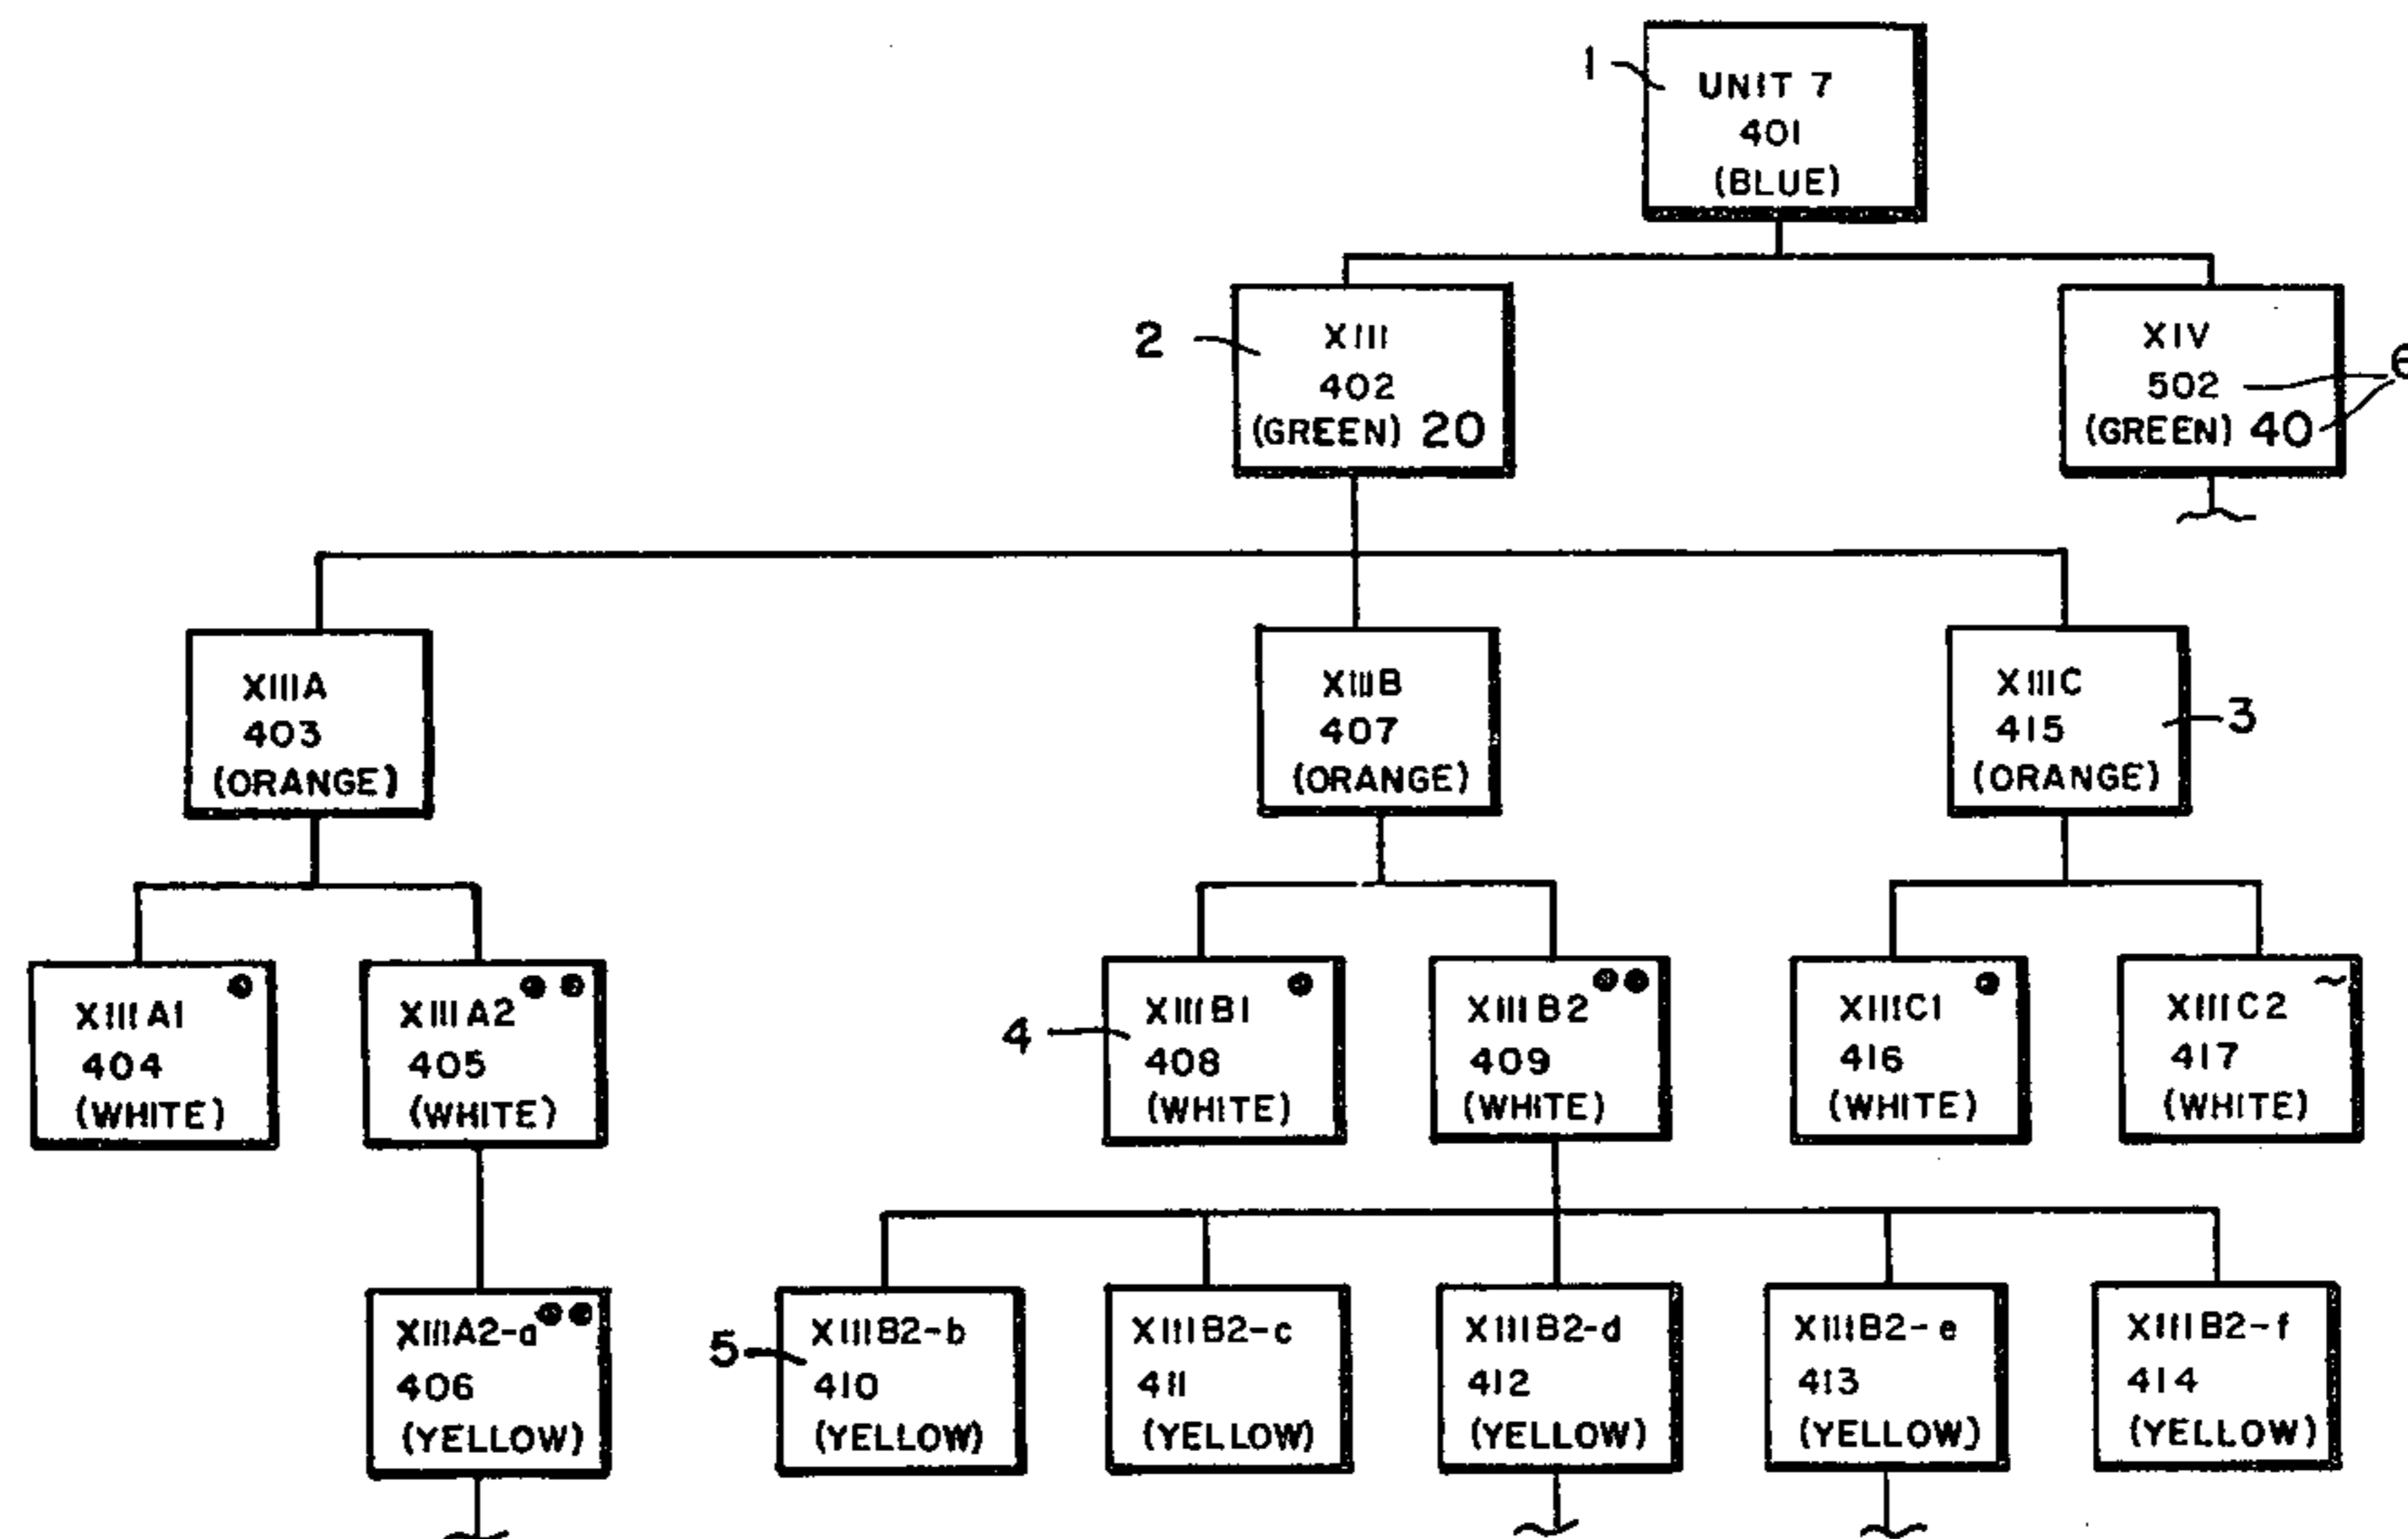 1
UNIT 7
401
(BLUE)
2
XIII
402
(GREEN) 20
XIV
502
(GREEN) 40
6
XIIIA
403
(ORANGE)
XIIIB
407
(ORANGE)
XIIIC
415
(ORANGE)
3
XIIIA1
404
(WHITE)
XIIIA2
405
(WHITE)
4
XIIIB1
408
(WHITE)
XIIIB2
409
(WHITE)
XIIIC1
416
(WHITE)
XIIIC2
417
(WHITE)
XIIIA2-a
406
(YELLOW)
5
XIIIB2-b
410
(YELLOW)
XIIIB2-c
411
(YELLOW)
XIIIB2-d
412
(YELLOW)
XIIIB2-e
413
(YELLOW)
XIIIB2-f
414
(YELLOW)